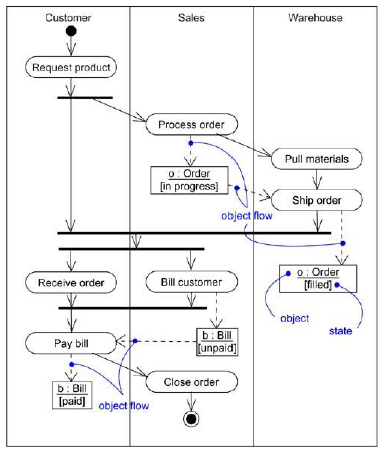 Customer
Sales
Warehouse
Request product
Process order
Pull materials
o : Order
[in progress]
Ship order
object flow
o : Order
[filled]
Receive order
Bill customer
object
state
Pay bill
b : Bill
[unpaid]
b : Bill
[paid]
Close order
object flow